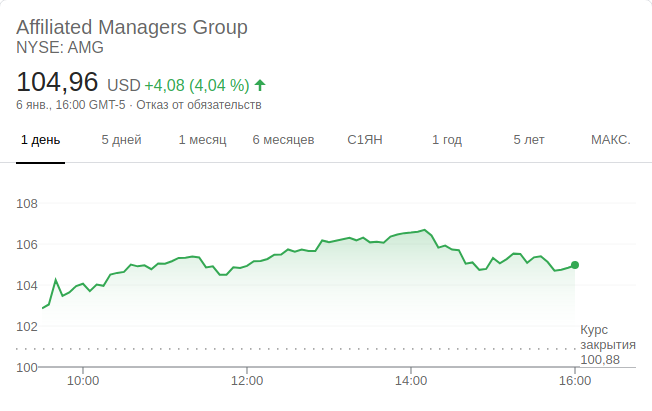 Affiliated Managers Group
NYSE: AMG
104,96 USD +4,08 (4,04 %)
6 янв., 16:00 GMT-5 · Отказ от обязательств
1 день 5 дней 1 месяц 6 месяцев С1ЯН 1 год 5 лет МАКС.
108
106
104
102
100
Курс
закрытия
100,88
10:00 12:00 14:00 16:00